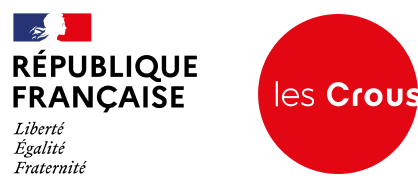 RÉPUBLIQUE
FRANÇAISE
Liberté
Égalité
Fraternité
les Crous